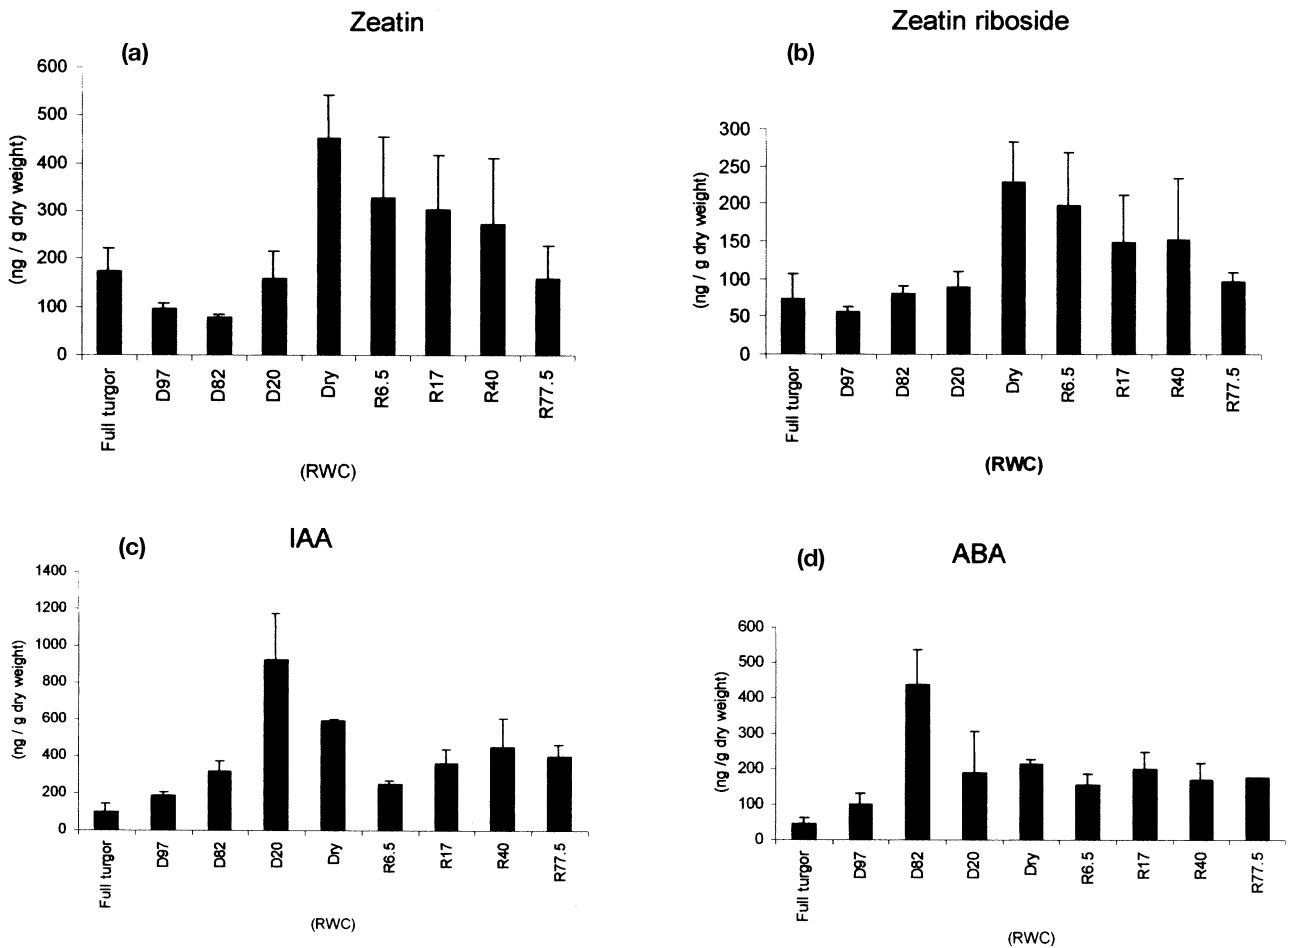 Zeatin
(a)
600
500
400
300
200
100
0
(ng / g dry weight)
Full turgor
D97
D82
D20
Dry
R6.5
R17
R40
R77.5
(RWC)
Zeatin riboside
(b)
300
250
200
150
100
50
0
(ng / g dry weight)
Full turgor
D97
D82
D20
Dry
R6.5
R17
R40
R77.5
(RWC)
IAA
(c)
1400
1200
1000
800
600
400
200
0
(ng / g dry weight)
Full turgor
D97
D82
D20
Dry
R6.5
R17
R40
R77.5
(RWC)
ABA
(d)
600
500
400
300
200
100
0
(ng /g dry weight)
Full turgor
D97
D82
D20
Dry
R6.5
R17
R40
R77.5
(RWC)